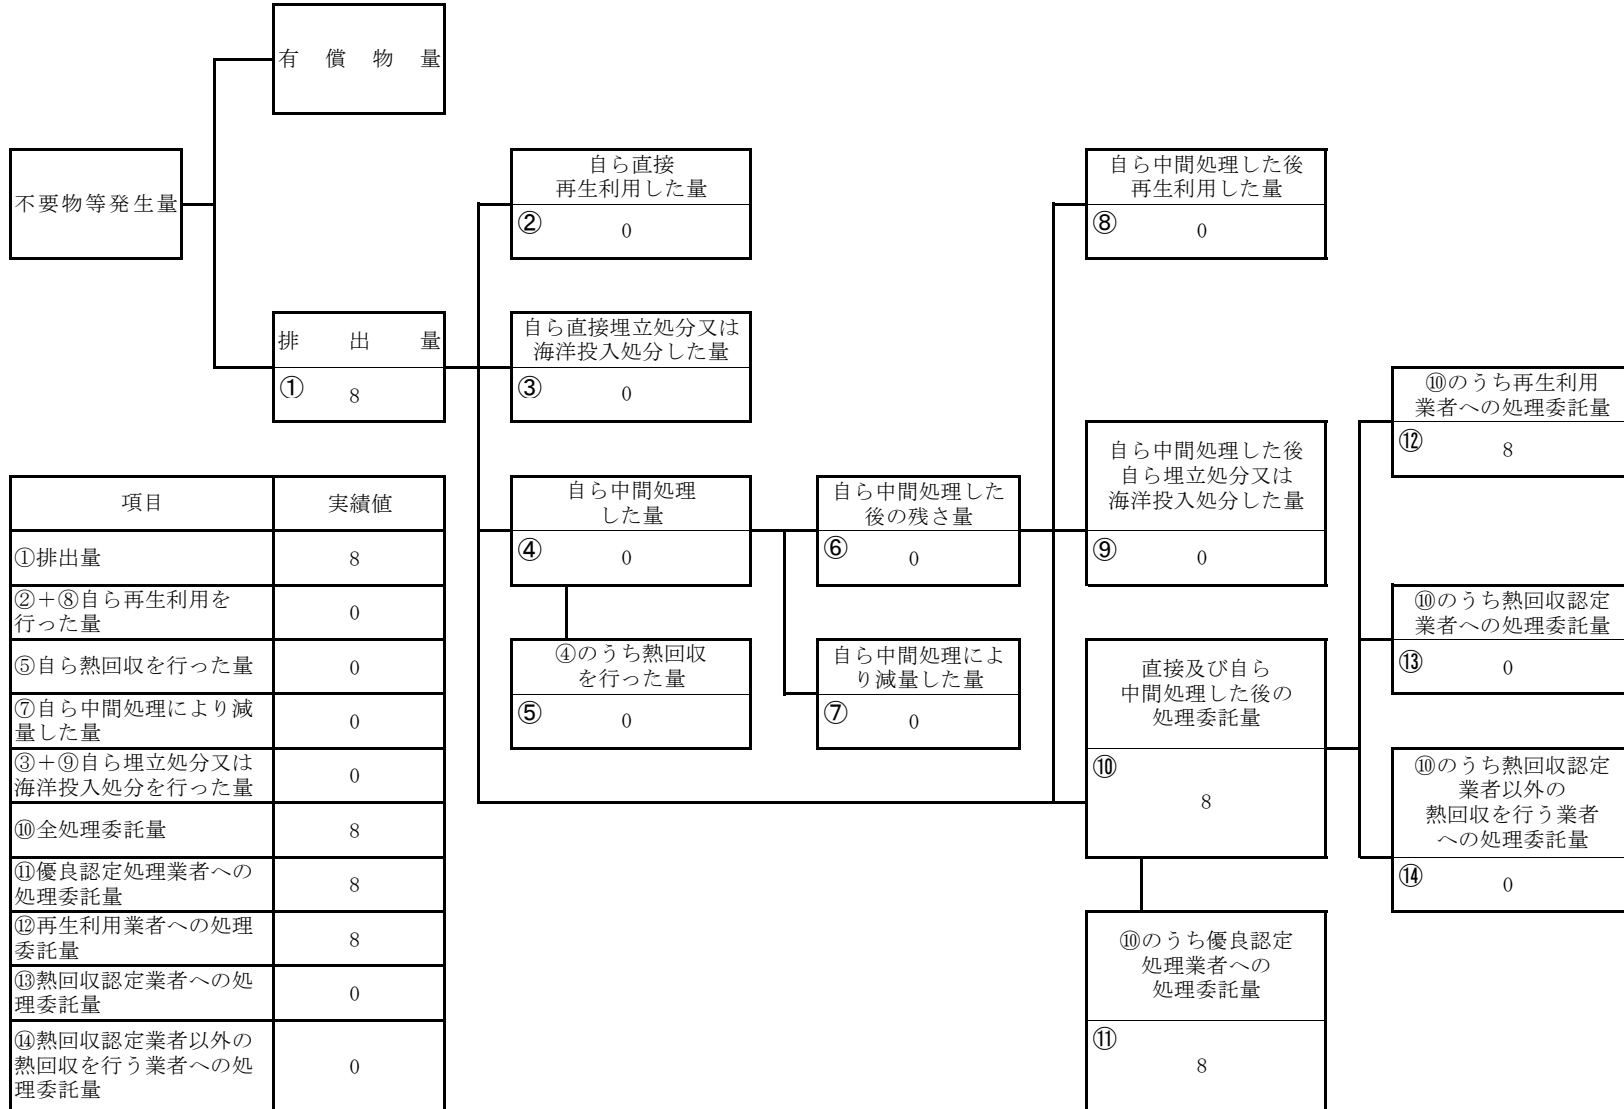 有償物量
不要物等発生量
排出量
①
8
自ら直接
再生利用した量
②
0
自ら直接埋立処分又は
海洋投入処分した量
③
0
自ら中間処理
した量
④
0
④のうち熱回収
を行った量
⑤
0
自ら中間処理した
後の残さ量
⑥
0
自ら中間処理によ
り減量した量
⑦
0
自ら中間処理した後
再生利用した量
⑧
0
自ら中間処理した後
自ら埋立処分又は
海洋投入処分した量
⑨
0
直接及び自ら
中間処理した後の
処理委託量
⑩
8
⑩のうち優良認定
処理業者への
処理委託量
⑪
8
⑩のうち再生利用
業者への処理委託量
⑫
8
⑩のうち熱回収認定
業者への処理委託量
⑬
0
⑩のうち熱回収認定
業者以外の
熱回収を行う業者
への処理委託量
⑭
0
項目 実績値
①排出量 8
②+⑧自ら再生利用を
行った量
0
⑤自ら熱回収を行った量 0
⑦自ら中間処理により減
量した量
0
③+⑨自ら埋立処分又は
海洋投入処分を行った量
0
⑩全処理委託量 8
⑪優良認定処理業者への
処理委託量
8
⑫再生利用業者への処理
委託量
8
⑬熱回収認定業者への処
理委託量
0
⑭熱回収認定業者以外の
熱回収を行う業者への処
理委託量
0